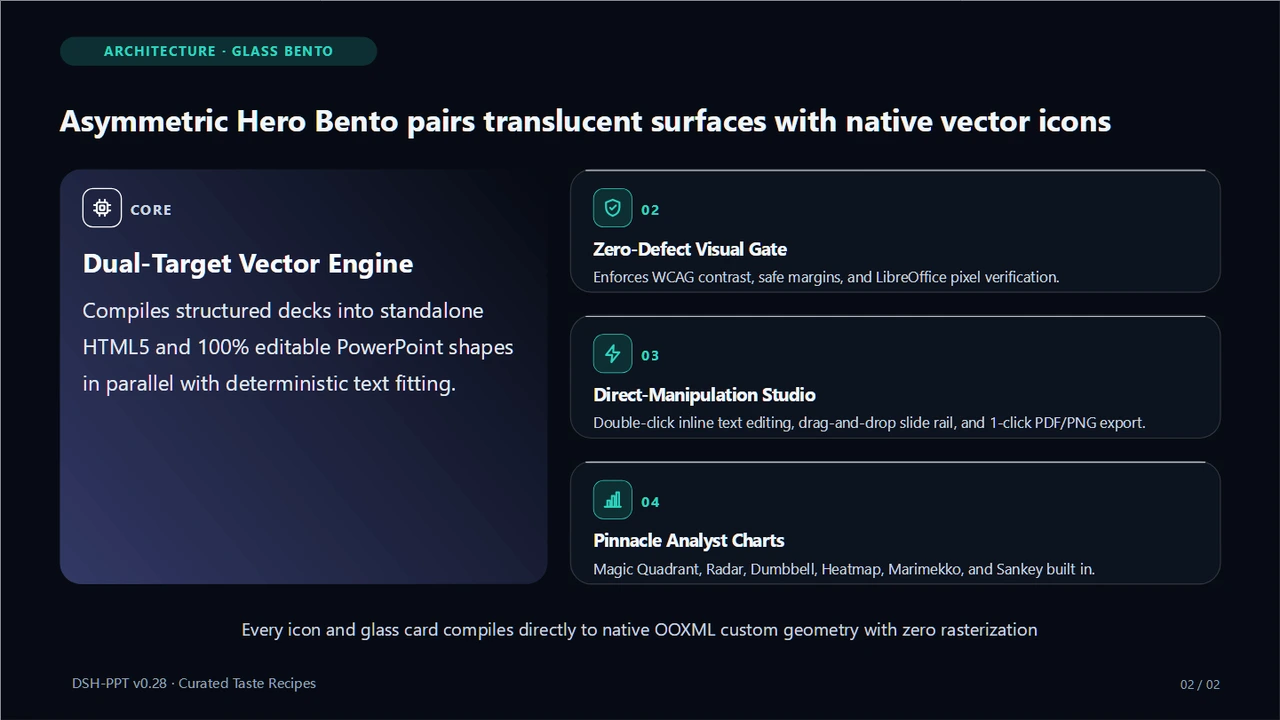 ARCHITECTURE · GLASS BENTO
Asymmetric Hero Bento pairs translucent surfaces with native vector icons
CORE
Dual-Target Vector Engine
Compiles structured decks into standalone
HTML5 and 100% editable PowerPoint shapes
in parallel with deterministic text fitting.
02
Zero-Defect Visual Gate
Enforces WCAG contrast, safe margins, and LibreOffice pixel verification.
03
Direct-Manipulation Studio
Double-click inline text editing, drag-and-drop slide rail, and 1-click PDF/PNG export.
04
Pinnacle Analyst Charts
Magic Quadrant, Radar, Dumbbell, Heatmap, Marimekko, and Sankey built in.
Every icon and glass card compiles directly to native OOXML custom geometry with zero rasterization
DSH-PPT v0.28 · Curated Taste Recipes
02 / 02